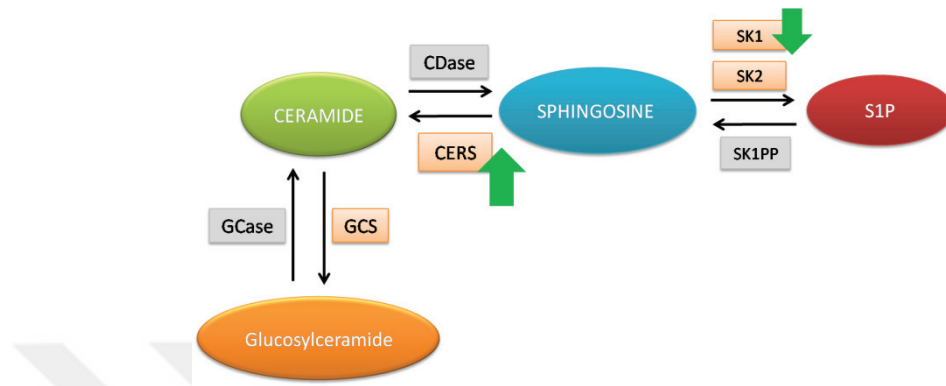 SK1
CDase
SK2
CERAMIDE
SPHINGOSINE
S1P
CERS
SK1PP
GCase
GCS
Glucosylceramide